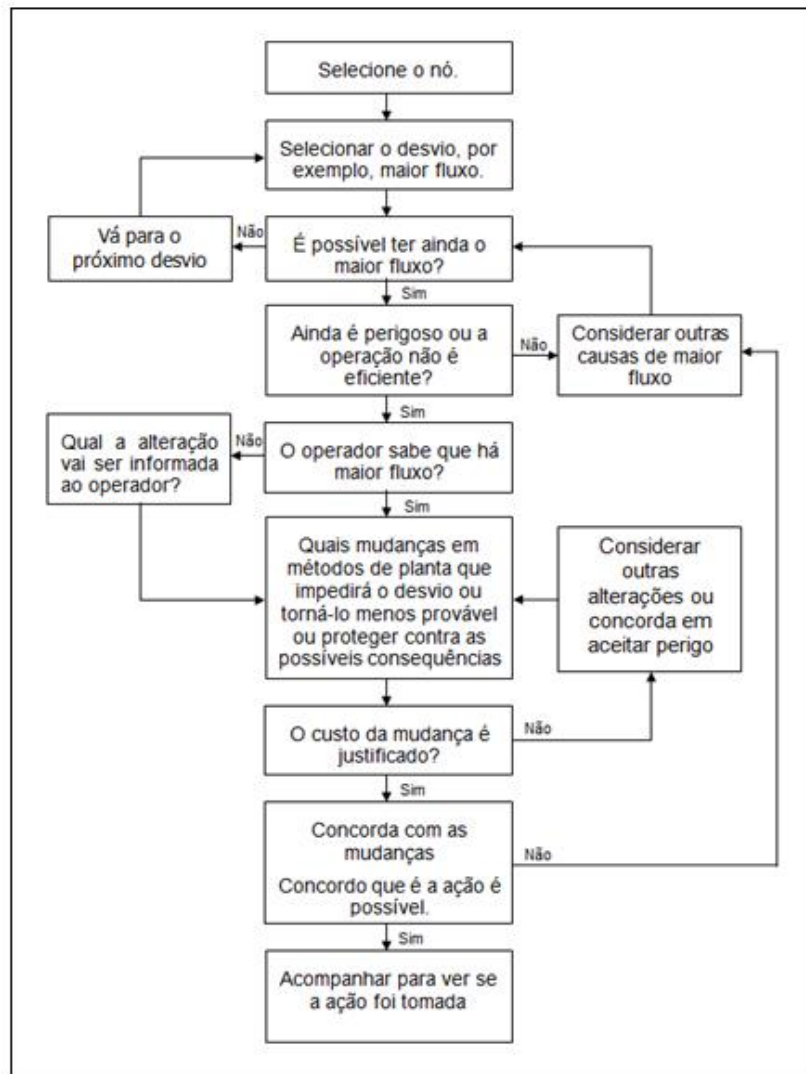 Selecione o nó.
Selecionar o desvio, por
exemplo, maior fluxo.
Vá para o
próximo desvio
Não
É possível ter ainda o
maior fluxo?
Sim
Ainda é perigoso ou a
operação não é
eficiente?
Não
Considerar outras
causas de maior
fluxo
Sim
Qual a alteração
vai ser informada
ao operador?
Não
O operador sabe que há
maior fluxo?
Sim
Quais mudanças em
métodos de planta que
impedirá o desvio ou
torná-lo menos provável
ou proteger contra as
possíveis consequências
Considerar
outras
alterações ou
concorda em
aceitar perigo
O custo da mudança é
justificado?
Não
Sim
Concorda com as
mudanças
Concordo que é a ação é
possível.
Não
Sim
Acompanhar para ver se
a ação foi tomada